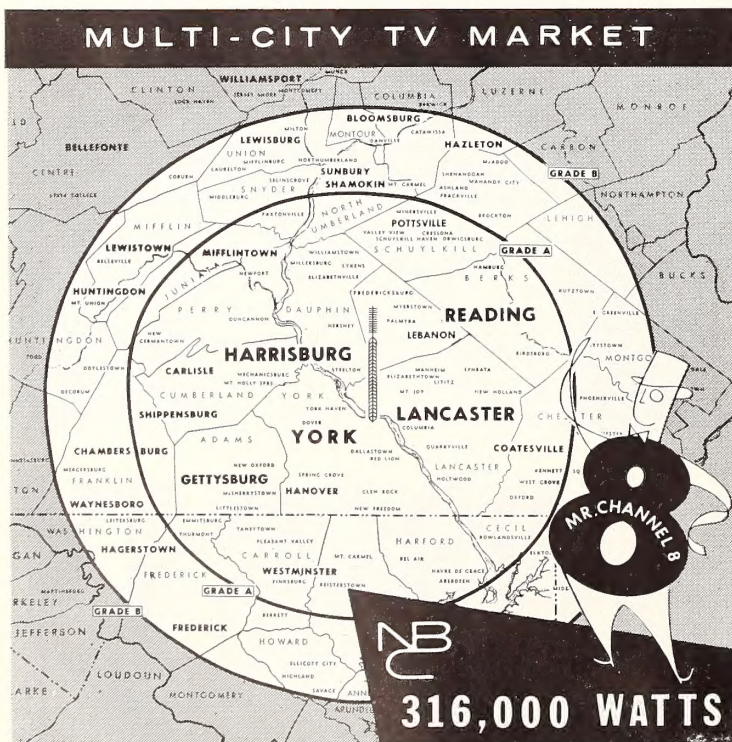 MULTI-CITY TV MARKET
WILLIAMSPORT
MUNCY
JERSEY SHORE MONTGOMERY
CLINTON
LOCK HAVEN
COLUMBIA
BERWICK
LUZERNE
MONROE
BLOOMSBURG
MILTON
MONTOUR
DANVILLE
CATAWISSA
LEWISBURG
HAZLETON
CARBON
BELLEFONTE
UNION
MIFFLINBURG
NORTHUMBERLAND
McADOO
CENTRE
LAURELTON
SUNBURY
SHENANDOAH
GRADE B
STATE COLLEGE
COBURN
SELINSGROVE
SHAMOKIN
MT. CARMEL
MAHANOY CITY
SNYDER
ASHLAND
FRACKVILLE
MIDDLEBURG
NORTHAMPTON
MIFFLIN
PAXTONVILLE
NORTH
UMBERLAND
BROCKTON
LEHIGH
POTTSVILLE
VALLEY VIEW CRESSONA
SCHUYLKILL HAVEN ORWIGSBURG
LEWISTOWN
MIFFLINTOWN
WILLIAMSTOWN
SCHUYLKILL
GRADE A
BUCKS
BELLEVILLE
MILLERSBURG
LYKENS
HAMBURG
JUNIATA
NEWPORT
ELIZABETHVILLE
BERKS
HUNTINGDON
MT. UNION
FREDERICKSBURG
KUTZTOWN
PERRY
DAUPHIN
MYERSTOWN
READING
DUNCANNON
PALMYRA
HERSHEY
LEBANON
E. GREENVILLE
HUNTINGDON
NEW
GERMANTOWN
BIRDSBORO
HARRISBURG
MONTGO
DOYLESTOWN
CARLISLE
MECHANICSBURG
STEELTON
MANHEIM
EPHRATA
ELIZABETHTOWN
LITITZ
MT HOLLY SPRS
PHOENIXVILLE
DECORUM
CUMBERLAND
YORK
MT JOY
NEW HOLLAND
SHIPPENSBURG
YORK HAVEN
LANCASTER
CHESTER
DOVER
COLUMBIA
YORK
ADAMS
QUARRYVILLE
COATESVILLE
CHAMBERSBURG
DALLASTOWN
RED LION
LANCASTER
MERCERSBURG
NEW OXFORD
HOLTWOOD
KENNETT SQ
FRANKLIN
GETTYSBURG
SPRING GROVE
WEST GROVE
McSHERRYSTOWN
HANOVER
GLEN ROCK
OXFORD
WAYNESBORO
LITTLESTOWN
NEW FREEDOM
LEITERSBURG
EMMITSBURG
WASHINGTON
TANEYTOWN
CECIL
THURMONT
PLEASANT VALLEY
HARFORD
ROWLANDSVILLE
HAGERSTOWN
CARROLL
MT. CARMEL
BEL AIR
ELKTON
WESTMINSTER
HAVRE DE GRACE
FREDERICK
FINKSBURG
REISTERSTOWN
ABERDEEN
MARTINSBURG
GRADE A
GRADE B
BARRETT
JEFFERSON
FREDERICK
HOWARD
ELLICOTT CITY
LOUDOUN
HIGHLAND
MONTGOMERY
SAVAGE
8
MR. CHANNEL 8
NBC
316,000 WATTS